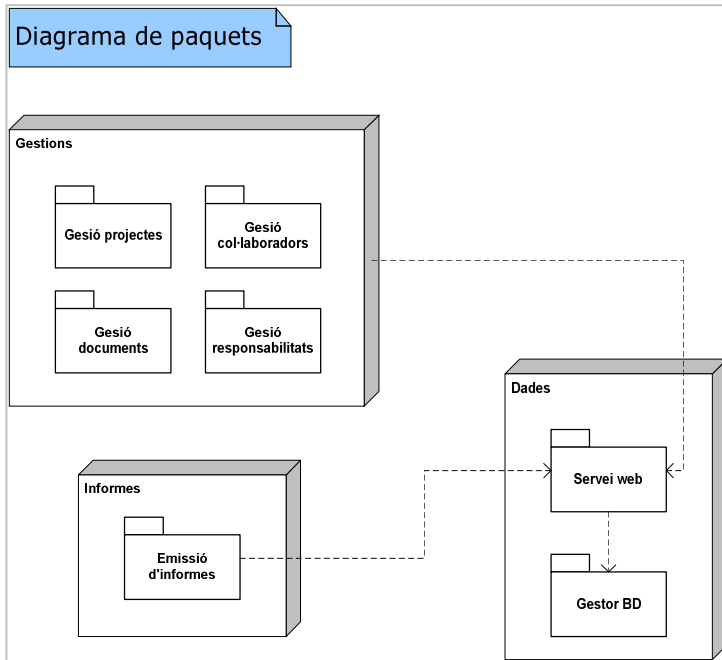 Diagrama de paquets
Gestions
Gesió projectes
Gesió
col·laboradors
Gesió
documents
Gesió
responsabilitats
Dades
Servei web
Informes
Emissió
d'informes
Gestor BD